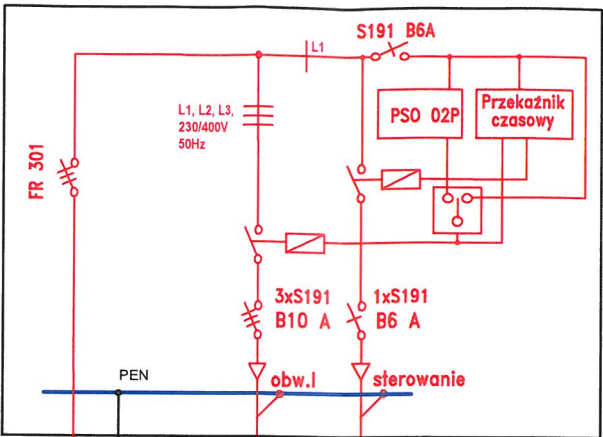 S191 B6A
L1
L1, L2, L3,
230/400V
50Hz
PSO 02P
Przekaźnik
czasowy
FR 301
3xS191
B10 A
1xS191
B6 A
PEN
obw.I
sterowanie